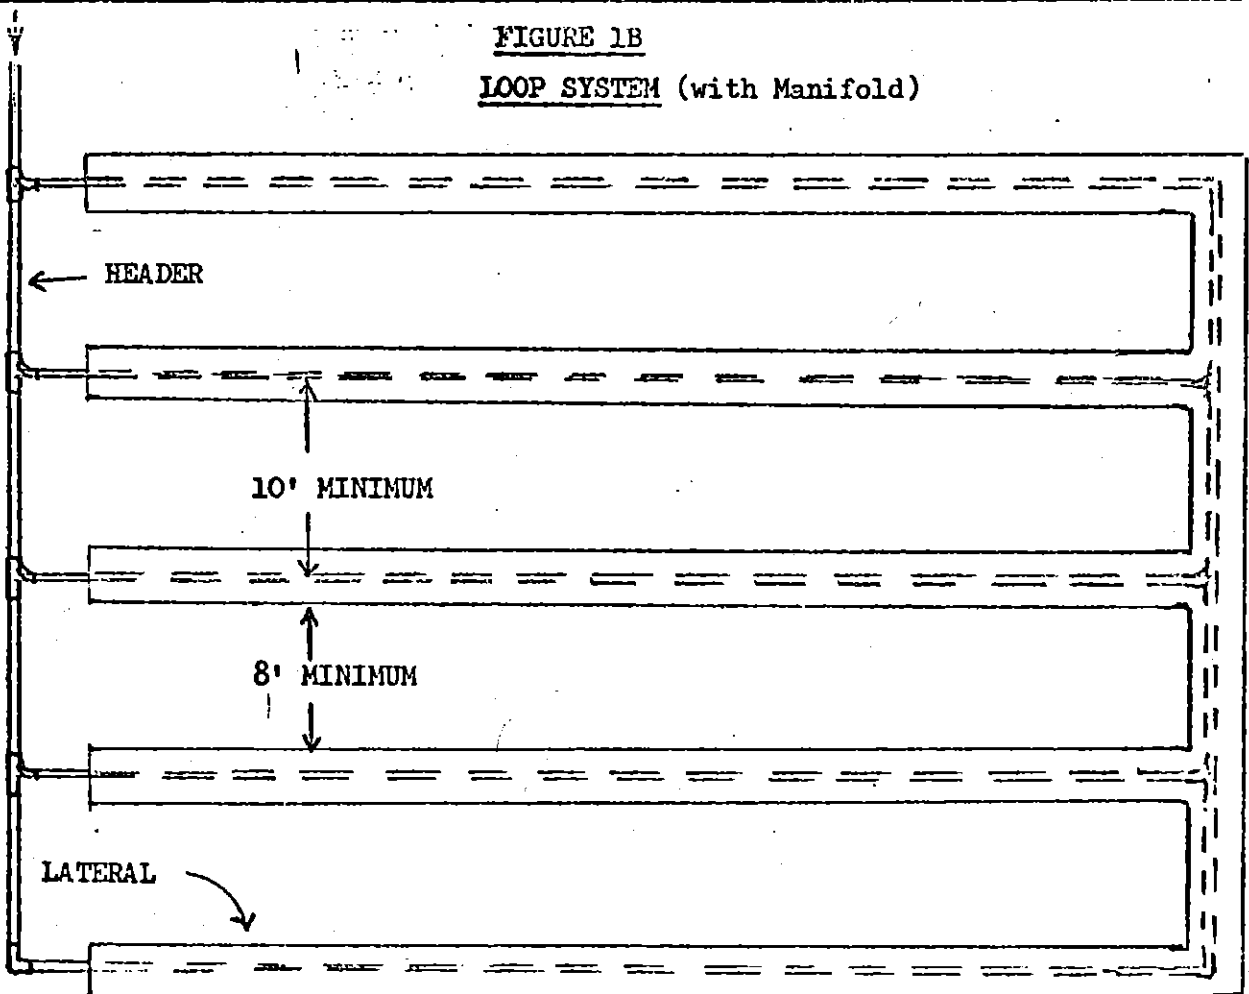 FIGURE 1B
LOOP SYSTEM (with Manifold)
HEADER
10' MINIMUM
8' MINIMUM
LATERAL